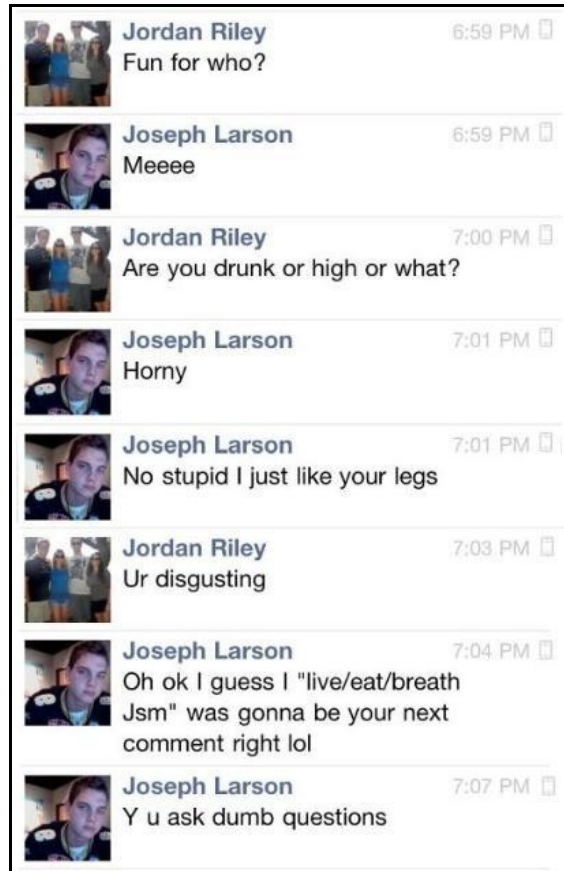 Jordan Riley 6:59 PM
Fun for who?
Joseph Larson 6:59 PM
Meeee
Jordan Riley 7:00 PM
Are you drunk or high or what?
Joseph Larson 7:01 PM
Horny
Joseph Larson 7:01 PM
No stupid I just like your legs
Jordan Riley 7:03 PM
Ur disgusting
Joseph Larson 7:04 PM
Oh ok I guess I "live/eat/breath
Jsm" was gonna be your next
comment right lol
Joseph Larson 7:07 PM
Y u ask dumb questions